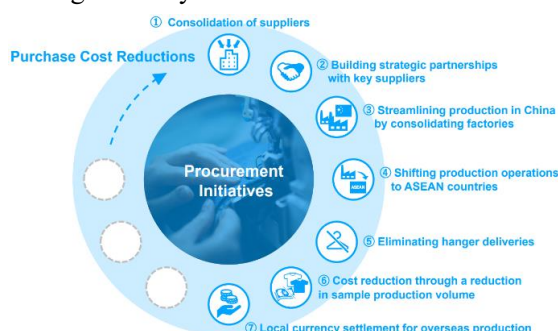 ① Consolidation of suppliers
Purchase Cost Reductions
② Building strategic partnerships
with key suppliers
③ Streamlining production in China
by consolidating factories
Procurement
Initiatives
④ Shifting production operations
to ASEAN countries
ASEAN
⑤ Eliminating hanger deliveries
⑥ Cost reduction through a reduction
in sample production volume
⑦ Local currency settlement for overseas production